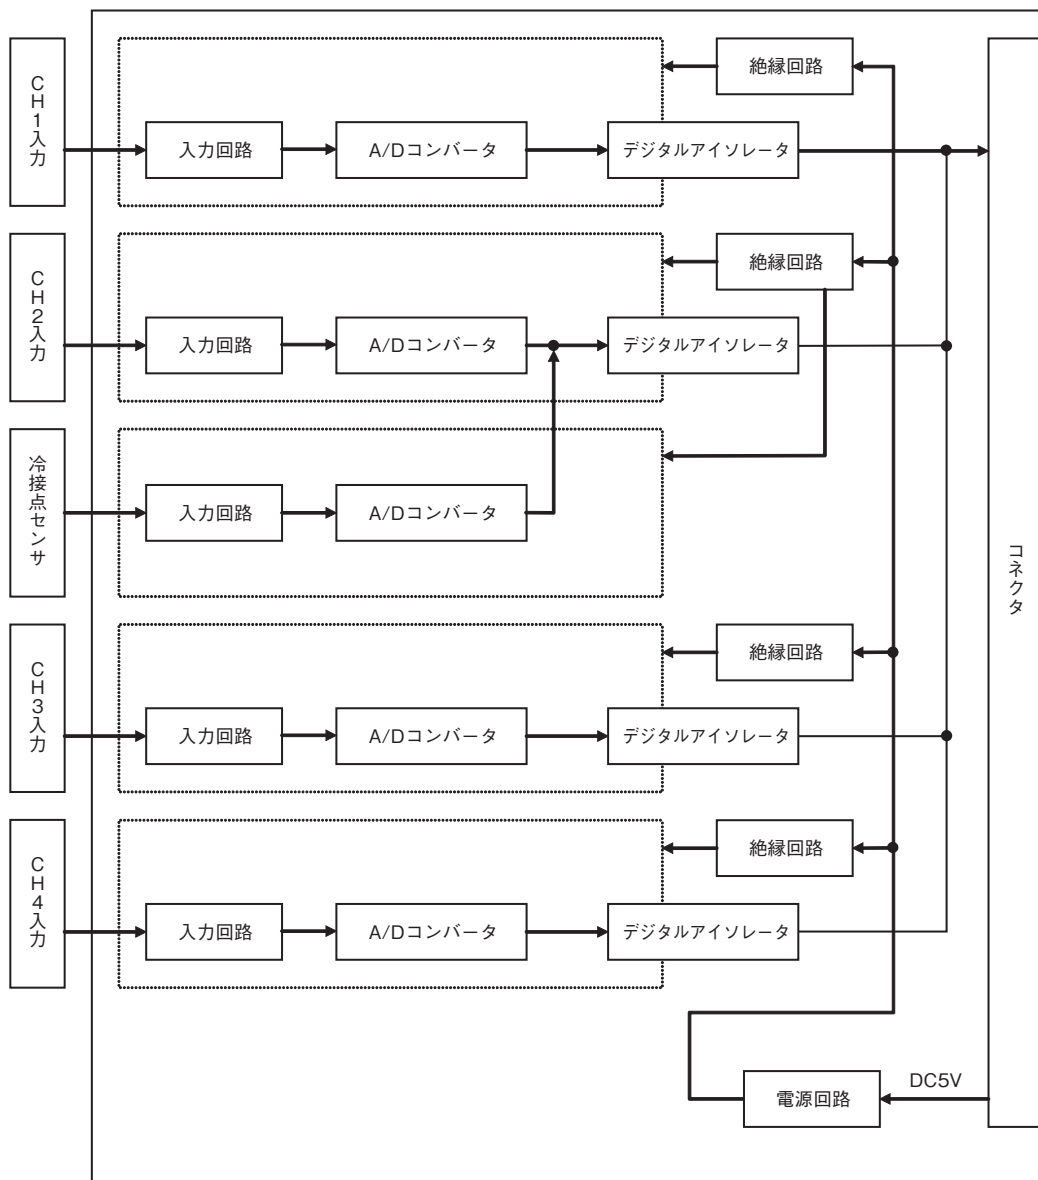 CH1入力
絶縁回路
入力回路
A/Dコンバータ
デジタルアイソレータ
CH2入力
絶縁回路
入力回路
A/Dコンバータ
デジタルアイソレータ
冷接点センサ
入力回路
A/Dコンバータ
コネクタ
CH3入力
絶縁回路
入力回路
A/Dコンバータ
デジタルアイソレータ
CH4入力
絶縁回路
入力回路
A/Dコンバータ
デジタルアイソレータ
電源回路
DC5V